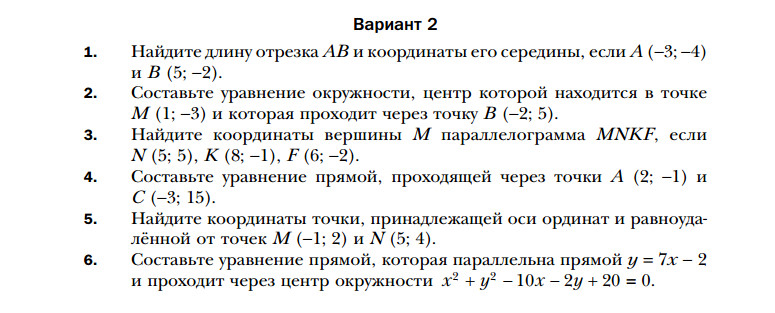 Вариант 2
1. Найдите длину отрезка AB и координаты его середины, если A (–3; –4)
и B (5; –2).
2. Составьте уравнение окружности, центр которой находится в точке
M (1; –3) и которая проходит через точку B (–2; 5).
3. Найдите координаты вершины M параллелограмма MNKF, если
N (5; 5), K (8; –1), F (6; –2).
4. Составьте уравнение прямой, проходящей через точки A (2; –1) и
C (–3; 15).
5. Найдите координаты точки, принадлежащей оси ординат и равноуда-
лённой от точек M (–1; 2) и N (5; 4).
6. Составьте уравнение прямой, которая параллельна прямой y = 7x – 2
и проходит через центр окружности x² + y² – 10x – 2y + 20 = 0.